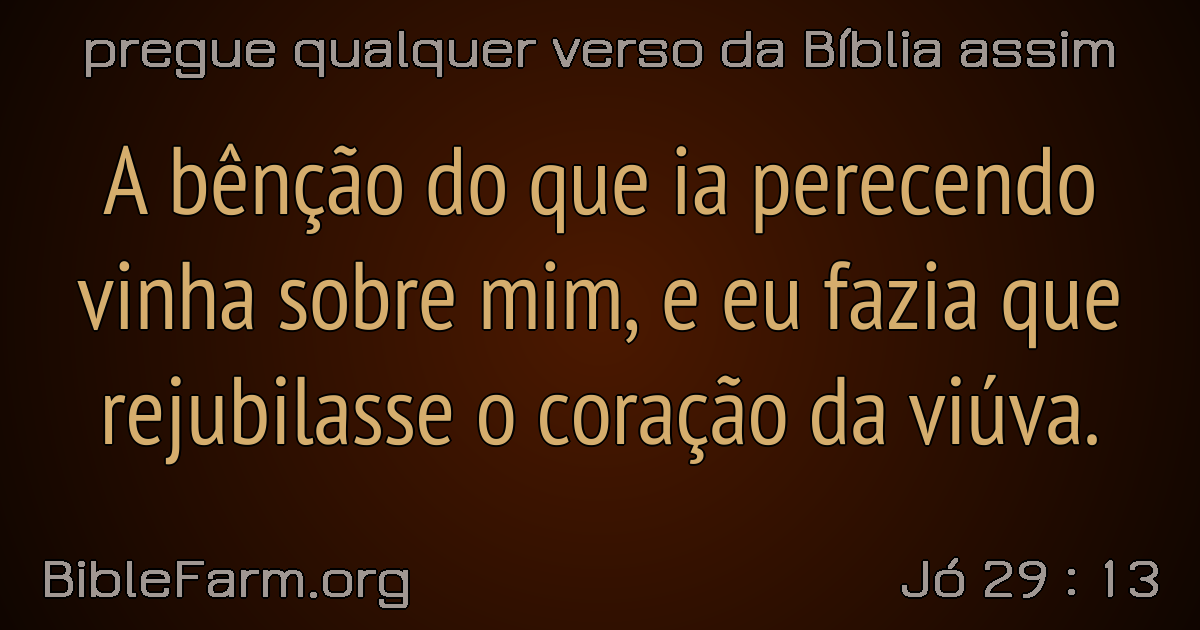 pregue qualquer verso da Bíblia assim
A bênção do que ia perecendo
vinha sobre mim, e eu fazia que
rejubilasse o coração da viúva.
BibleFarm.org
Jó 29 : 13